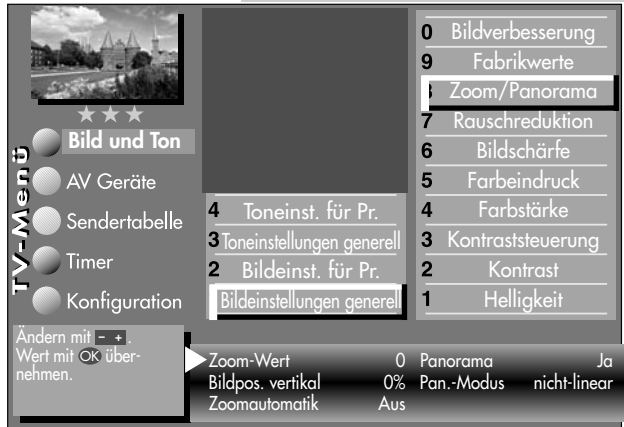 TV-Menü
Bild und Ton
AV Geräte
Sendertabelle
Timer
Konfiguration
4 Toneinst. für Pr.
3 Toneinstellungen generell
2 Bildeinst. für Pr.
Bildeinstellungen generell
0 Bildverbesserung
9 Fabrikwerte
Zoom/Panorama
7 Rauschreduktion
6 Bildschärfe
5 Farbeindruck
4 Farbstärke
3 Kontraststeuerung
2 Kontrast
1 Helligkeit
Ändern mit - + .
Wert mit OK über-
nehmen.
Zoom-Wert 0 Panorama Ja
Bildpos. vertikal 0% Pan.-Modus nicht-linear
Zoomautomatik Aus